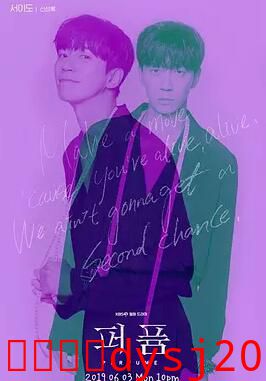 서이도 | 신성록
Make a move,
'cause you're alive, alive.
We ain't gonna get a
second chance.
KBS2 월화 드라마
퍼퓸
PERFUME
2019 06 03 Mon 10pm
dysj20